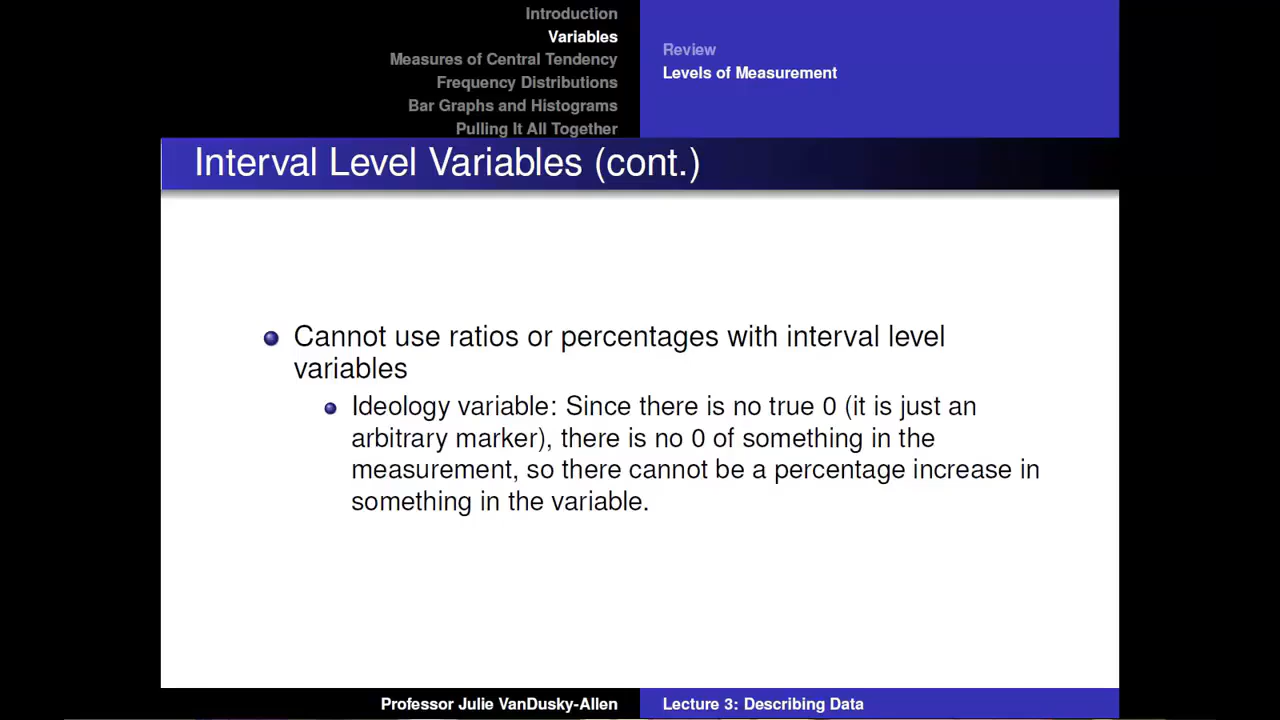 Introduction
Variables
Measures of Central Tendency
Frequency Distributions
Bar Graphs and Histograms
Pulling It All Together
Review
Levels of Measurement
Interval Level Variables (cont.)
Cannot use ratios or percentages with interval level
variables
Ideology variable: Since there is no true 0 (it is just an
arbitrary marker), there is no 0 of something in the
measurement, so there cannot be a percentage increase in
something in the variable.
Professor Julie VanDusky-Allen
Lecture 3: Describing Data